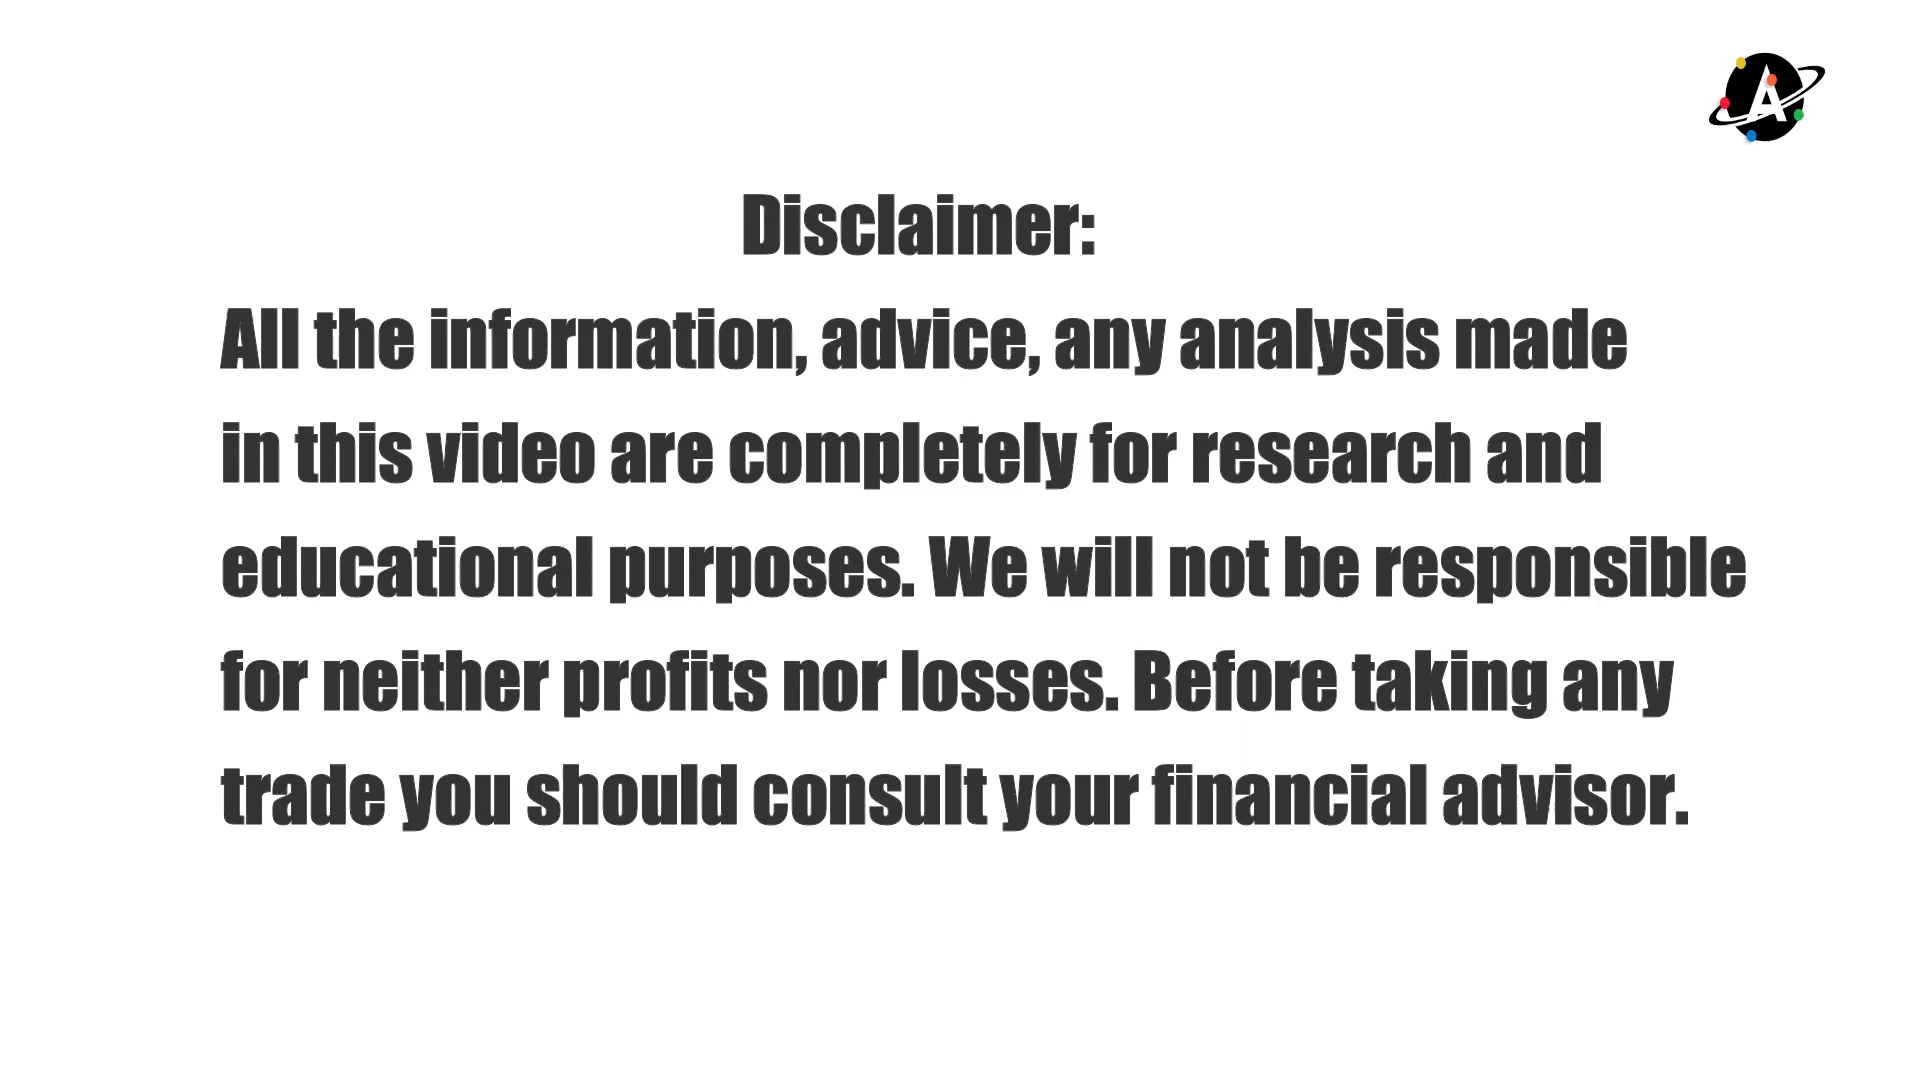 A
Disclaimer:
All the information, advice, any analysis made
in this video are completely for research and
educational purposes. We will not be responsible
for neither profits nor losses. Before taking any
trade you should consult your financial advisor.